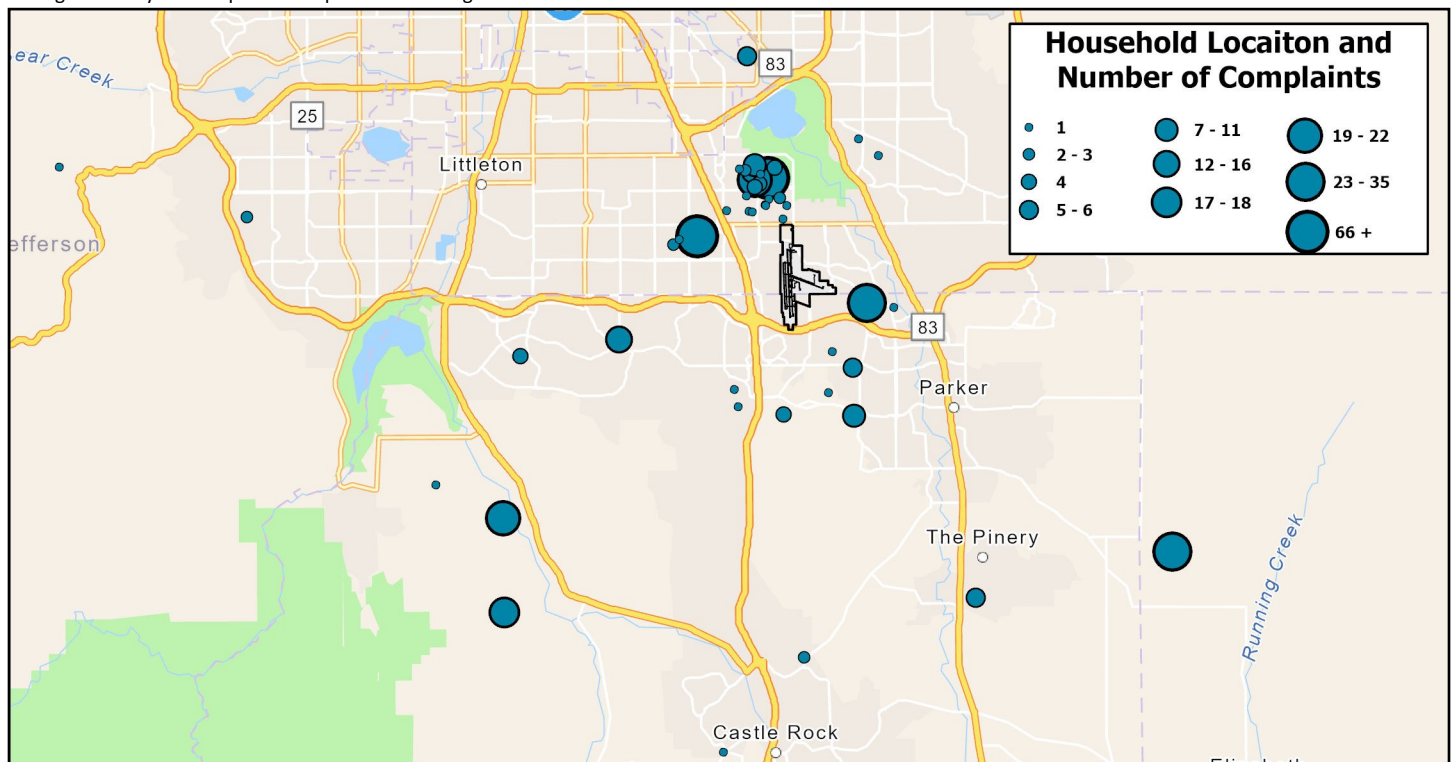 Household Locaiton and
Number of Complaints
1
2 - 3
4
5 - 6
7 - 11
12 - 16
17 - 18
19 - 22
23 - 35
66 +
ear Creek
83
25
Littleton
efferson
83
Parker
The Pinery
Running Creek
Castle Rock